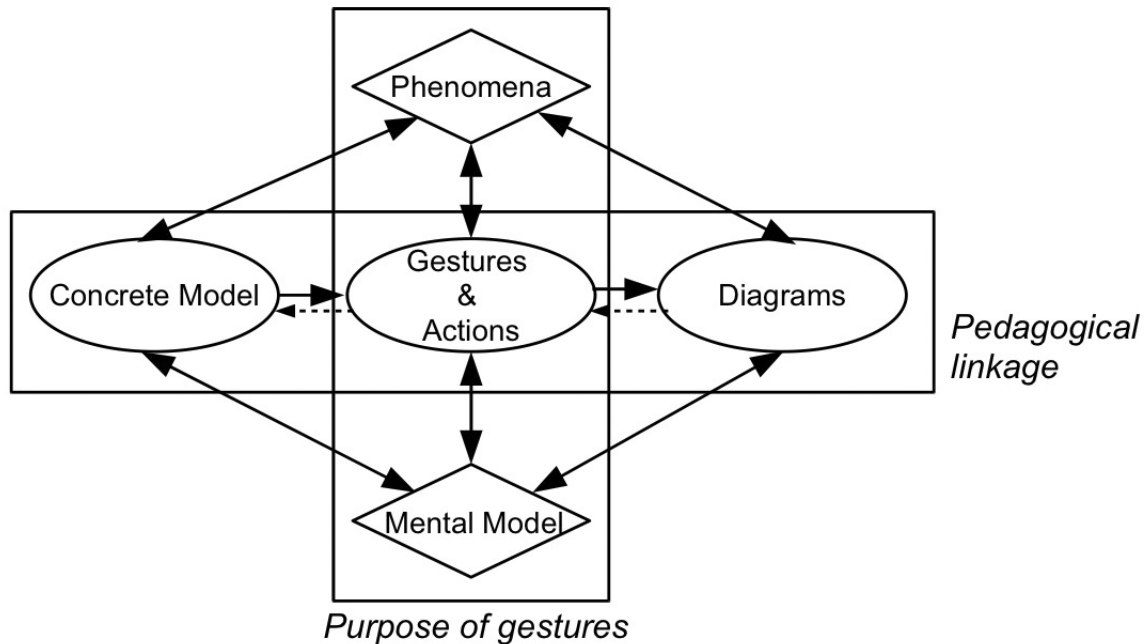 Phenomena
Concrete Model
Gestures
&
Actions
Diagrams
Pedagogical
linkage
Mental Model
Purpose of gestures